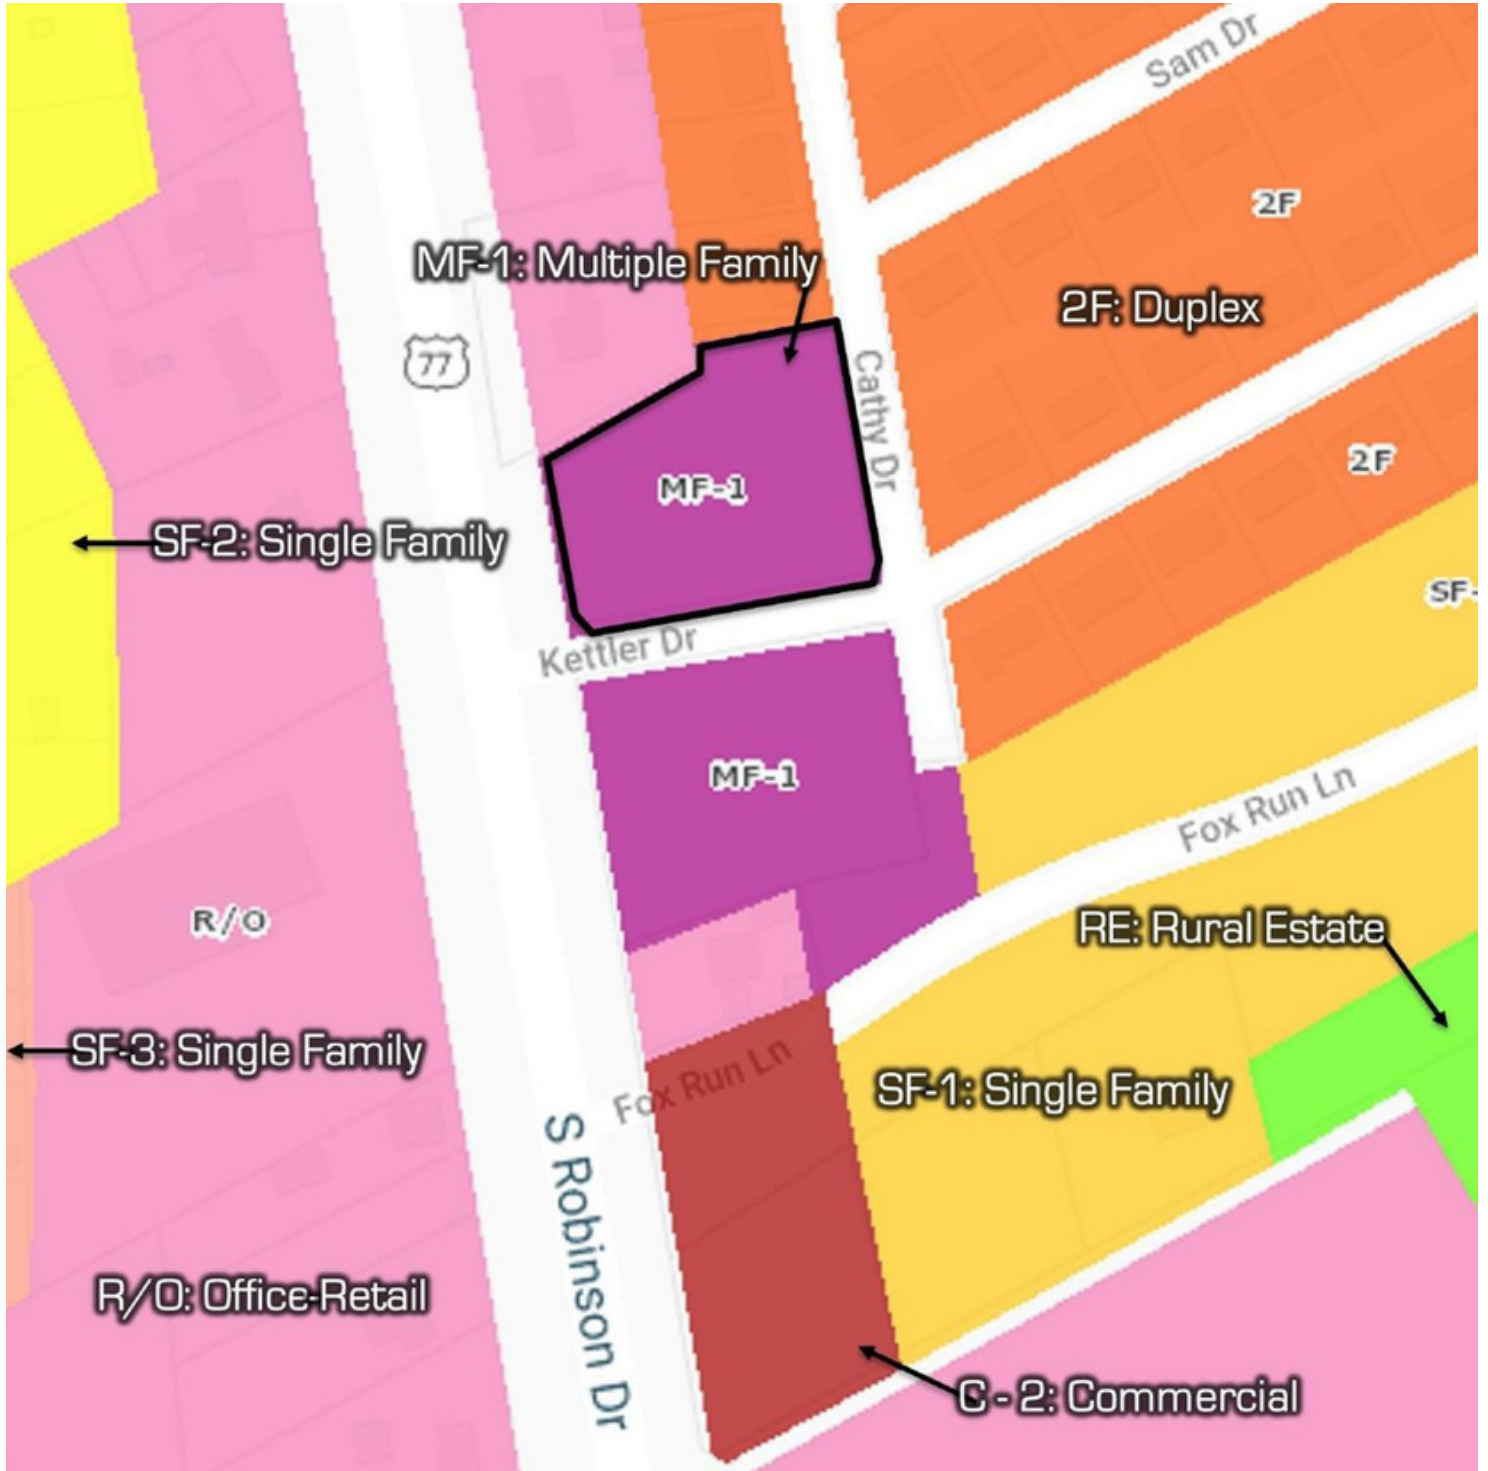 Sam Dr
2F
MF-1: Multiple Family
2F: Duplex
77
Cathy Dr
2F
MF-1
SF-2: Single Family
SF-
Kettler Dr
MF-1
Fox Run Ln
R/O
RE: Rural Estate
SF-3: Single Family
Fox Run Ln
SF-1: Single Family
S Robinson Dr
R/O: Office-Retail
C - 2: Commercial